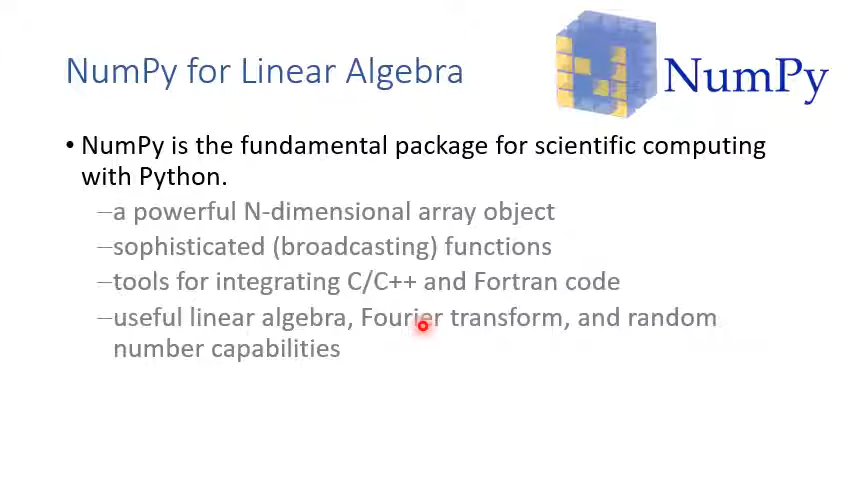 NumPy for Linear Algebra
NumPy
• NumPy is the fundamental package for scientific computing
with Python.
–a powerful N-dimensional array object
–sophisticated (broadcasting) functions
–tools for integrating C/C++ and Fortran code
–useful linear algebra, Fourier transform, and random
number capabilities